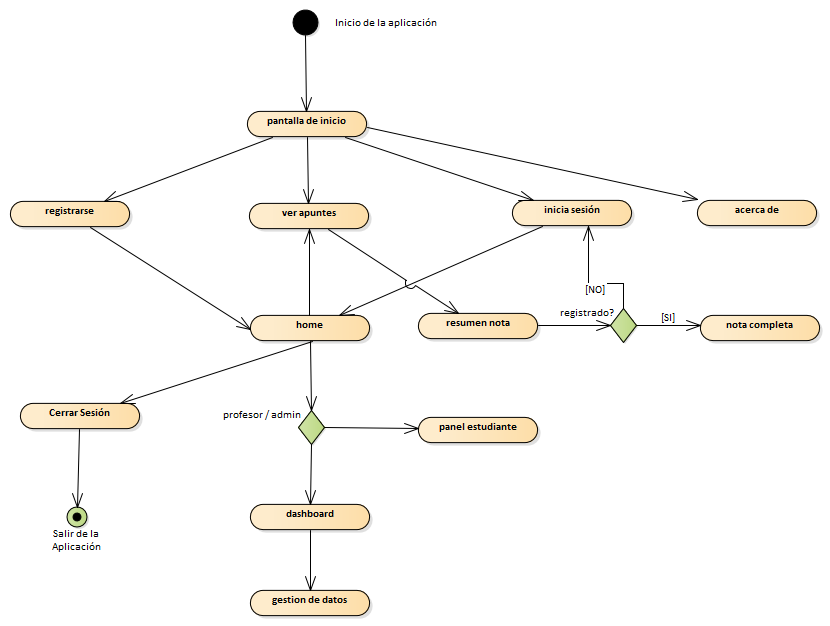 Inicio de la aplicación
pantalla de inicio
registrarse
ver apuntes
inicia sesión
acerca de
[NO]
registrado?
[SI]
home
resumen nota
nota completa
Cerrar Sesión
profesor / admin
panel estudiante
dashboard
Salir de la
Aplicación
gestion de datos